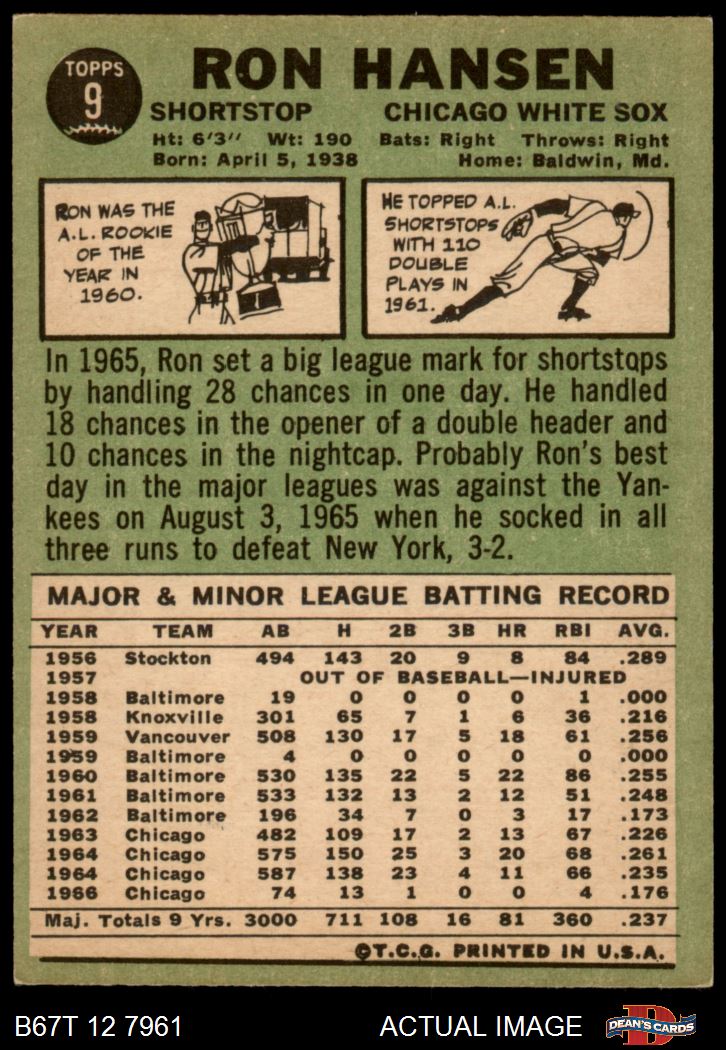 TOPPS
9
RON HANSEN
SHORTSTOP CHICAGO WHITE SOX
Ht: 6'3" Wt: 190 Bats: Right Throws: Right
Born: April 5, 1938 Home: Baldwin, Md.
RON WAS THE
A.L. ROOKIE
OF THE
YEAR IN
1960.
HE TOPPED A.L.
SHORTSTOPS
WITH 110
DOUBLE
PLAYS IN
1961.
In 1965, Ron set a big league mark for shortstops
by handling 28 chances in one day. He handled
18 chances in the opener of a double header and
10 chances in the nightcap. Probably Ron's best
day in the major leagues was against the Yan-
kees on August 3, 1965 when he socked in all
three runs to defeat New York, 3-2.
MAJOR & MINOR LEAGUE BATTING RECORD
YEAR TEAM AB H 2B 3B HR RBI AVG.
1956 Stockton 494 143 20 9 8 84 .289
1957 OUT OF BASEBALL—INJURED
1958 Baltimore 19 0 0 0 0 1 .000
1958 Knoxville 301 65 7 1 6 36 .216
1959 Vancouver 508 130 17 5 18 61 .256
1959 Baltimore 4 0 0 0 0 0 .000
1960 Baltimore 530 135 22 5 22 86 .255
1961 Baltimore 533 132 13 2 12 51 .248
1962 Baltimore 196 34 7 0 3 17 .173
1963 Chicago 482 109 17 2 13 67 .226
1964 Chicago 575 150 25 3 20 68 .261
1964 Chicago 587 138 23 4 11 66 .235
1966 Chicago 74 13 1 0 0 4 .176
Maj. Totals 9 Yrs. 3000 711 108 16 81 360 .237
©T.C.G. PRINTED IN U.S.A.
B67T 12 7961 ACTUAL IMAGE
DEAN'S CARDS